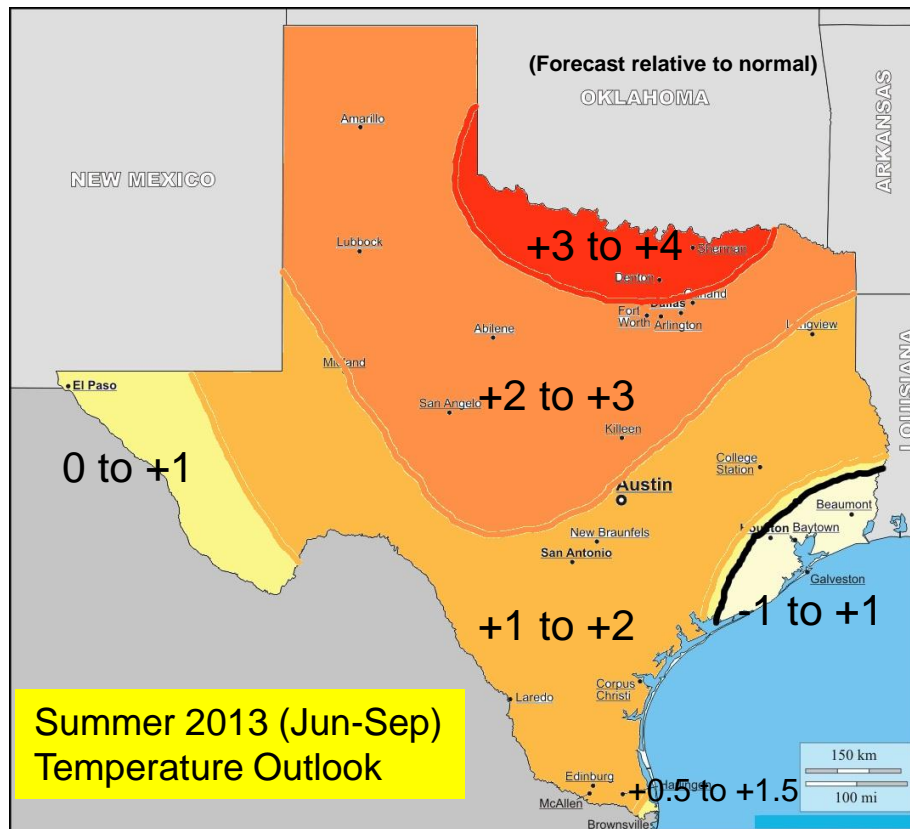 (Forecast relative to normal)
OKLAHOMA
ARKANSAS
Amarillo
NEW MEXICO
Lubbock
+3 to +4
Sherman
Denton
Dallas
Fort
Worth
Arlington
Abilene
Longview
Midland
El Paso
San Angelo
+2 to +3
LOUISIANA
Killeen
0 to +1
College
Station
Austin
Beaumont
New Braunfels
Houston
Baytown
San Antonio
Galveston
+1 to +2
-1 to +1
Corpus
Christi
Laredo
Summer 2013 (Jun-Sep)
Temperature Outlook
150 km
100 mi
Edinburg
Harlingen
+0.5 to +1.5
McAllen
Brownsville